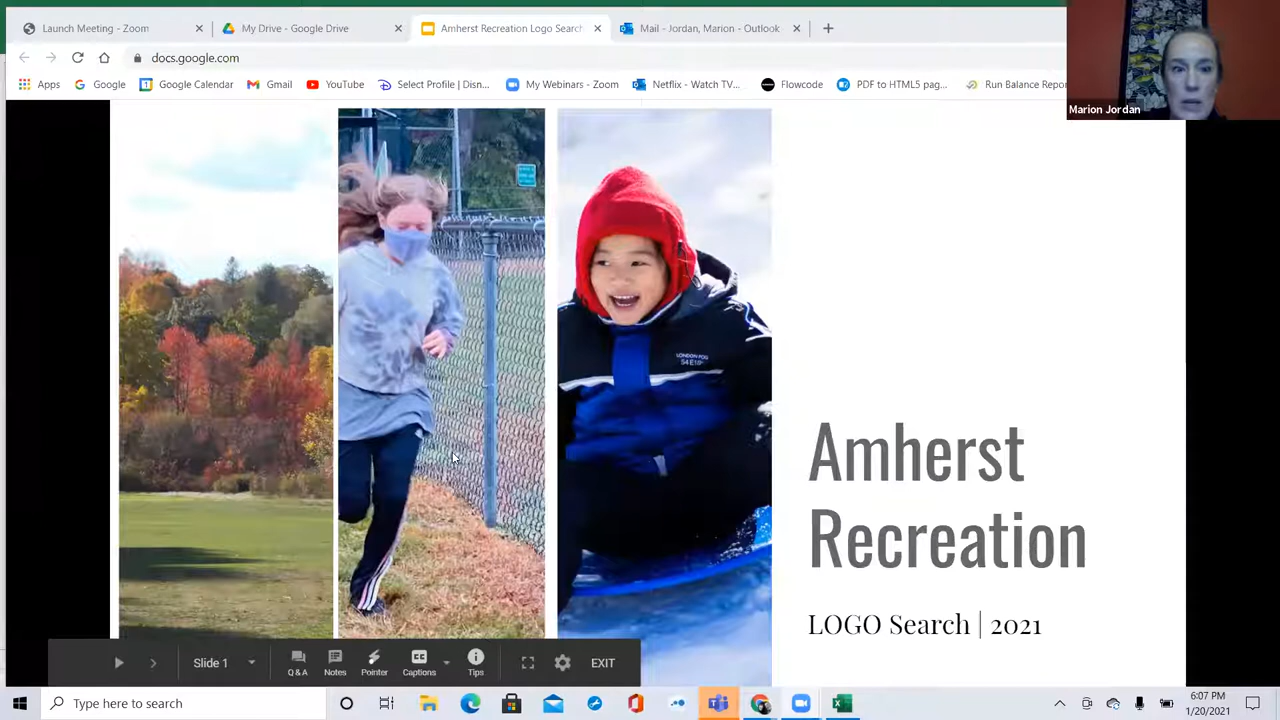 Launch Meeting - Zoom
My Drive - Google Drive
Amherst Recreation Logo Search
Mail - Jordan, Marion - Outlook
docs.google.com
Apps
Google
Google Calendar
Gmail
YouTube
Select Profile | Disn...
My Webinars - Zoom
Netflix - Watch TV...
Flowcode
PDF to HTML5 pag...
Run Balance Repor
Marion Jordan
LONDON FOG
Amherst
Recreation
LOGO Search | 2021
Slide 1
Q & A
Notes
Pointer
Captions
Tips
EXIT
Type here to search
6:07 PM
1/20/2021